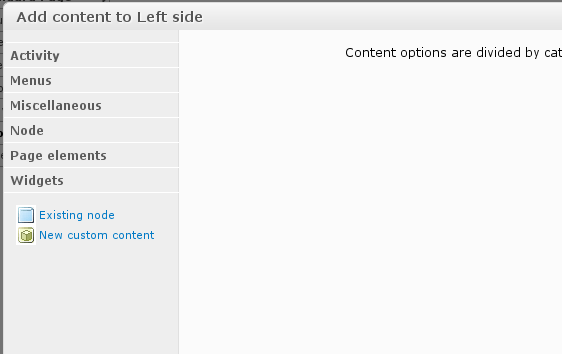 Add content to Left side
Content options are divided by cat
Activity
Menus
Miscellaneous
Node
Page elements
Widgets
Existing node
New custom content